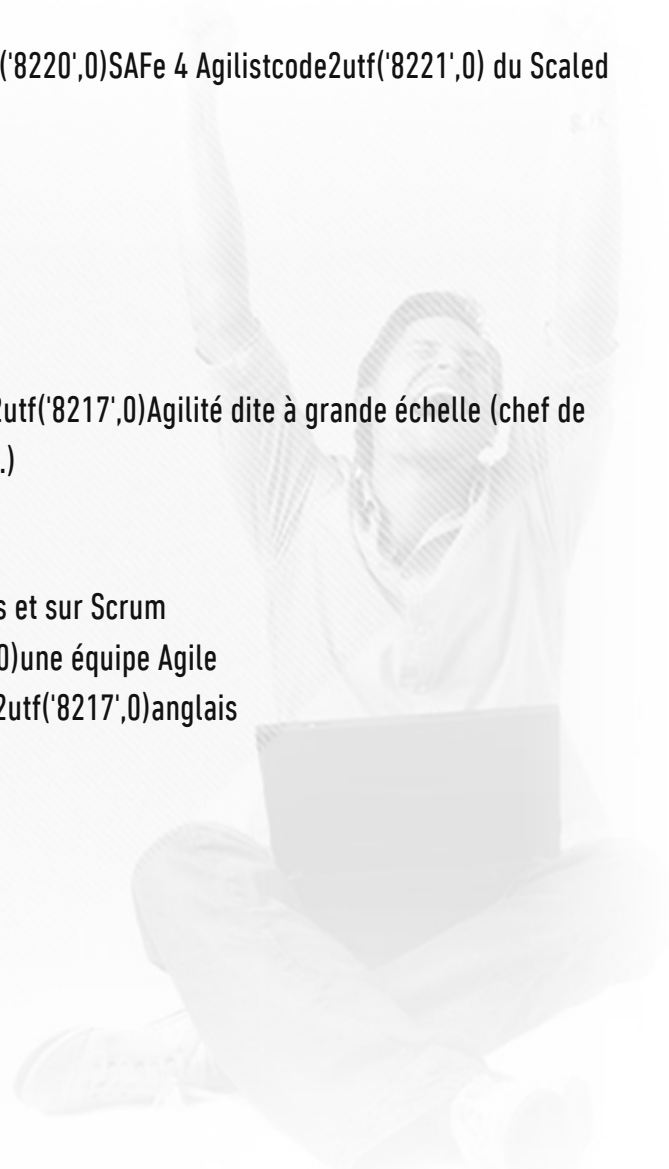 ('8220',0)SAFe 4 Agilistcode2utf('8221',0) du Scaled
utf('8217',0)Agilité dite à grande échelle (chef de
.)
s et sur Scrum
0)une équipe Agile
2utf('8217',0)anglais